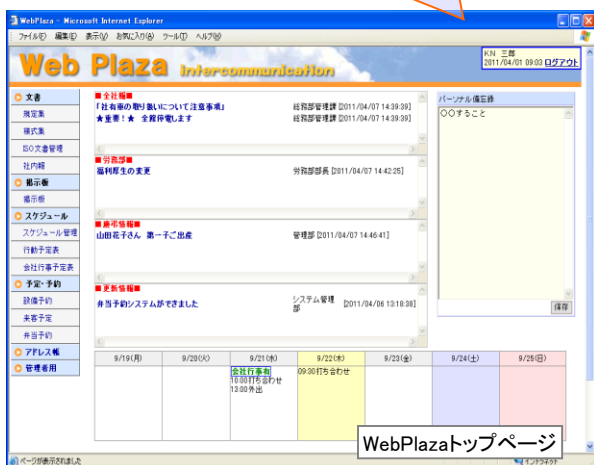 WebPlaza - Microsoft Internet Explorer
ファイル(F) 編集(E) 表示(V) お気に入り(A) ツール(T) ヘルプ(H)
Web Plaza Intercommunication
KN 三郎
2011/04/01 09:03 ログアウト
文書
規定集
様式集
ISO文書管理
社内報
掲示板
掲示板
スケジュール
スケジュール管理
行動予定表
会社行事予定表
予定・予約
設備予約
来客予定
弁当予約
アドレス帳
管理者用
■全社報■
「社有車の取り扱いについて注意事項」 総務部管理課 [2011/04/07 14:39:39]
★重要!★ 全館停電します 総務部管理課 [2011/04/07 14:39:39]
■労務部■
福利厚生の変更 労務部部長 [2011/04/07 14:42:25]
■慶弔情報■
山田花子さん 第一子ご出産 管理部 [2011/04/07 14:46:41]
■更新情報■
弁当予約システムができました システム管理部 [2011/04/06 13:18:38]
パーソナル備忘録
〇〇すること
保存
9/19(月) 9/20(火) 9/21(水) 9/22(木) 9/23(金) 9/24(土) 9/25(日)
会社行事有
10:00打ち合わせ
13:00外出
09:30打ち合わせ
WebPlazaトップページ
ページが表示されました
イントラネット